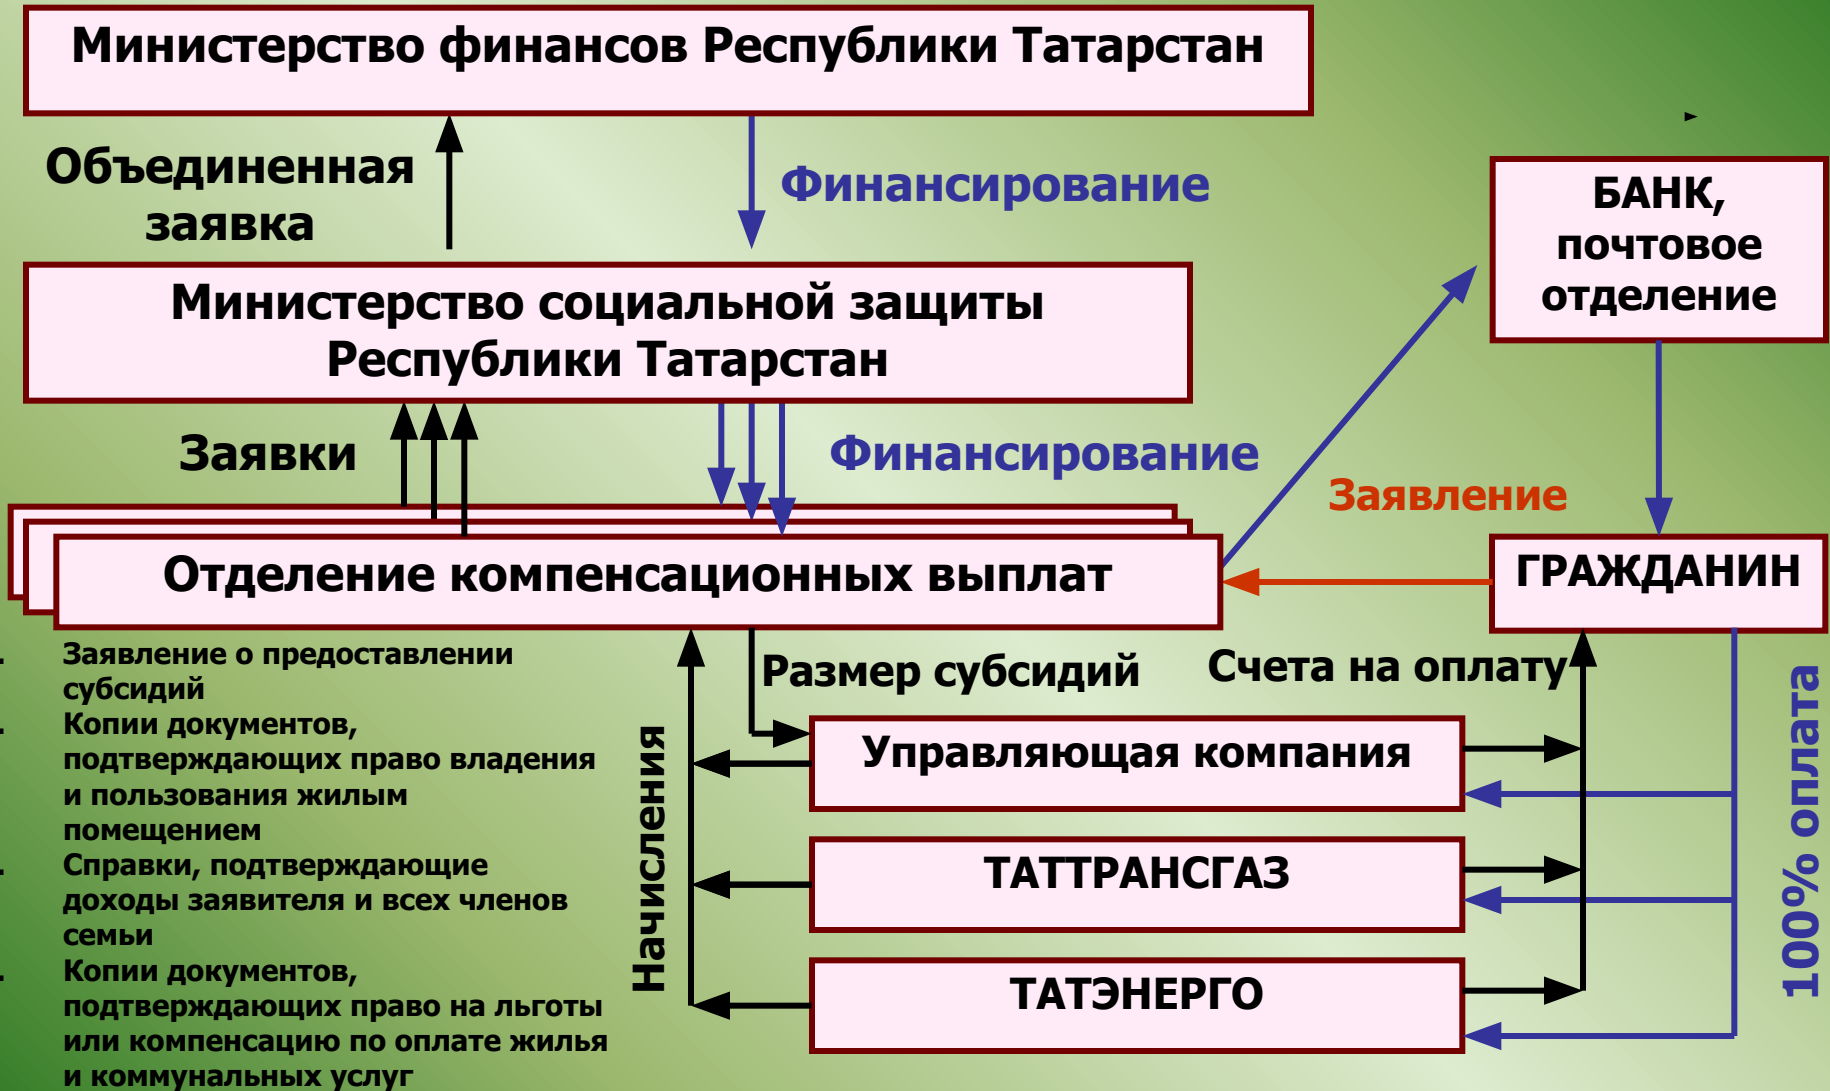 Министерство финансов Республики Татарстан
Объединенная
заявка
Финансирование
БАНК,
почтовое
отделение
Министерство социальной защиты
Республики Татарстан
Заявки
Финансирование
Заявление
Отделение компенсационных выплат
ГРАЖДАНИН
. Заявление о предоставлении
субсидий
. Копии документов,
подтверждающих право владения
и пользования жилым
помещением
. Справки, подтверждающие
доходы заявителя и всех членов
семьи
. Копии документов,
подтверждающих право на льготы
или компенсацию по оплате жилья
и коммунальных услуг
Начисления
Размер субсидий
Счета на оплату
Управляющая компания
ТАТТРАНСГАЗ
ТАТЭНЕРГО
100% оплата